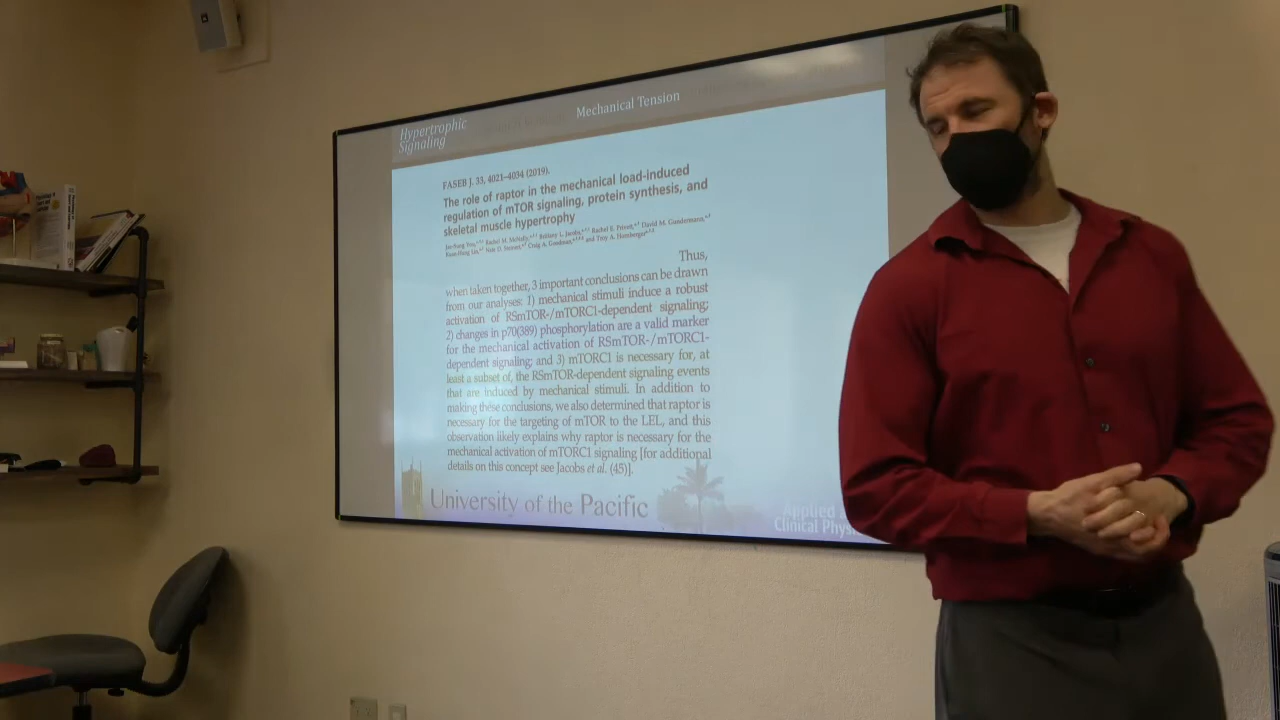 Hypertrophic
Signaling
Mechanical Tension
FASEB J. 33, 4021–4034 (2019).
The role of raptor in the mechanical load-induced
regulation of mTOR signaling, protein synthesis, and
skeletal muscle hypertrophy
Thus,
when taken together, 3 important conclusions can be drawn
from our analyses: 1) mechanical stimuli induce a robust
activation of RSmTOR-/mTORC1-dependent signaling;
2) changes in p70(389) phosphorylation are a valid marker
for the mechanical activation of RSmTOR-/mTORC1-
dependent signaling; and 3) mTORC1 is necessary for, at
least a subset of, the RSmTOR-dependent signaling events
that are induced by mechanical stimuli. In addition to
making these conclusions, we also determined that raptor is
necessary for the targeting of mTOR to the LEL, and this
observation likely explains why raptor is necessary for the
mechanical activation of mTORC1 signaling [for additional
details on this concept see Jacobs et al. (45)].
University of the Pacific
Applied
Clinical Phys